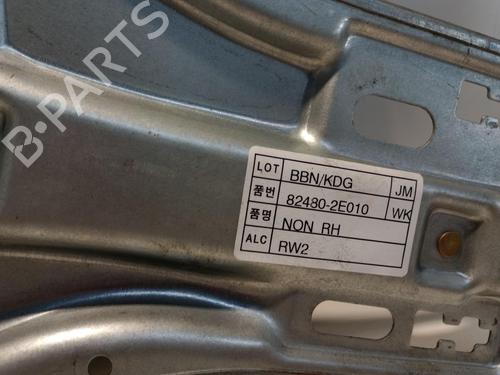 B-PARTS
LOT BBN/KDG JM
품번 82480-2E010 WK
품명 NON RH
ALC RW2